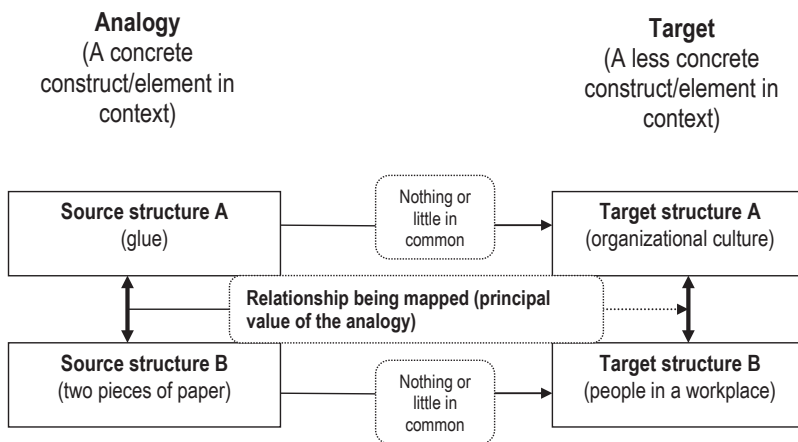 Analogy
(A concrete
construct/element in
context)
Target
(A less concrete
construct/element in
context)
Source structure A
(glue)
Nothing or
little in
common
Target structure A
(organizational culture)
Relationship being mapped (principal
value of the analogy)
Source structure B
(two pieces of paper)
Nothing or
little in
common
Target structure B
(people in a workplace)